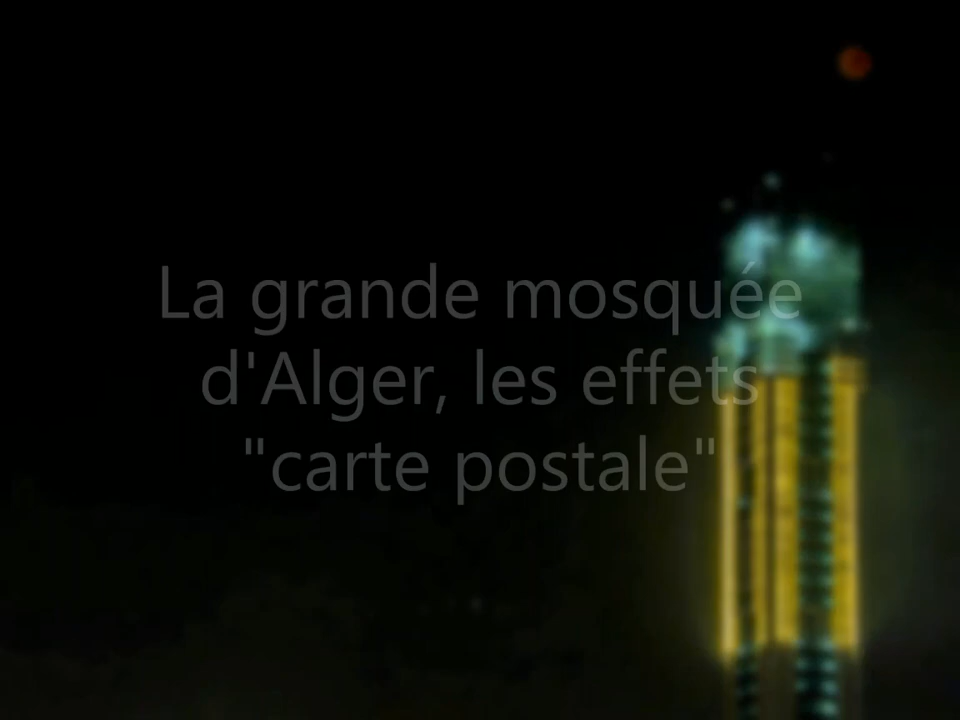 La grande mosquée
d'Alger, les effets
"carte postale"